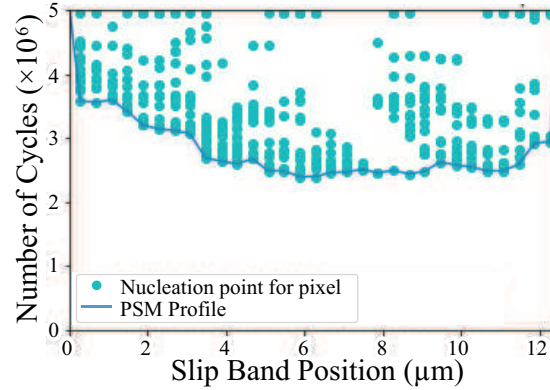 Number of Cycles (×10⁶)
5
4
3
2
1
0
Nucleation point for pixel
PSM Profile
0 2 4 6 8 10 12
Slip Band Position (µm)